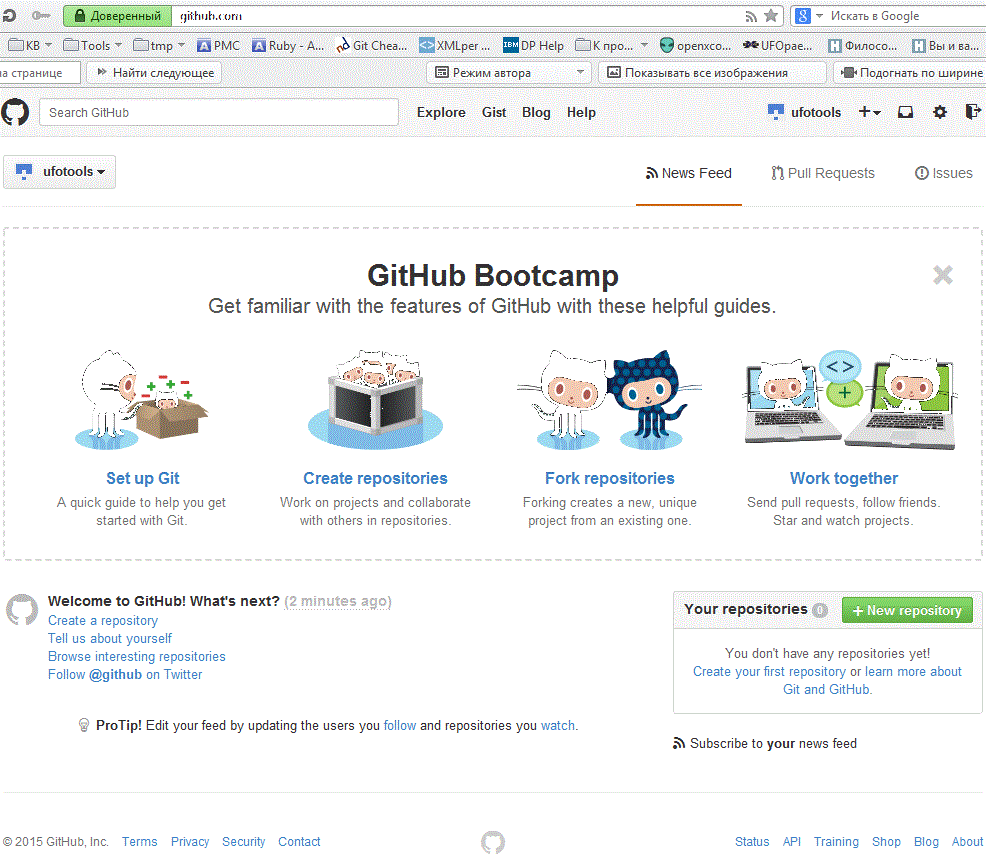 Доверенный github.com Искать в Google
КВ Tools tmp PMC Ruby - A... Git Chea... XMLper ... DP Help К про... openxco... UFOpae... Филосо... Вы и ва...
а странице Найти следующее Режим автора Показывать все изображения Подогнать по ширине
Search GitHub Explore Gist Blog Help ufotools
ufotools News Feed Pull Requests Issues
GitHub Bootcamp
Get familiar with the features of GitHub with these helpful guides.
Set up Git
A quick guide to help you get
started with Git.
Create repositories
Work on projects and collaborate
with others in repositories.
Fork repositories
Forking creates a new, unique
project from an existing one.
Work together
Send pull requests, follow friends.
Star and watch projects.
Welcome to GitHub! What's next? (2 minutes ago)
Create a repository
Tell us about yourself
Browse interesting repositories
Follow @github on Twitter
ProTip! Edit your feed by updating the users you follow and repositories you watch.
Your repositories 0 + New repository
You don't have any repositories yet!
Create your first repository or learn more about
Git and GitHub.
Subscribe to your news feed
© 2015 GitHub, Inc. Terms Privacy Security Contact Status API Training Shop Blog About